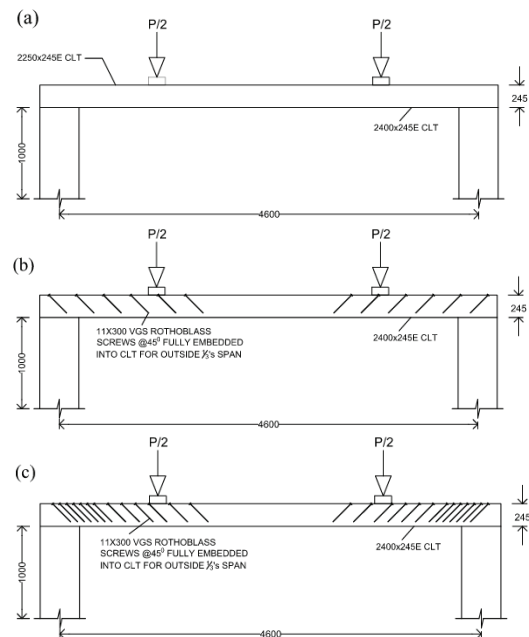 (a)
P/2
P/2
2250x245E CLT
245
2400x245E CLT
1000
4600
(b)
P/2
P/2
245
11X300 VGS ROTHOBLASS
SCREWS @45⁰ FULLY EMBEDDED
INTO CLT FOR OUTSIDE ⅓'s SPAN
2400x245E CLT
1000
4600
(c)
P/2
P/2
245
11X300 VGS ROTHOBLASS
SCREWS @45⁰ FULLY EMBEDDED
INTO CLT FOR OUTSIDE ⅓'s SPAN
2400x245E CLT
1000
4600